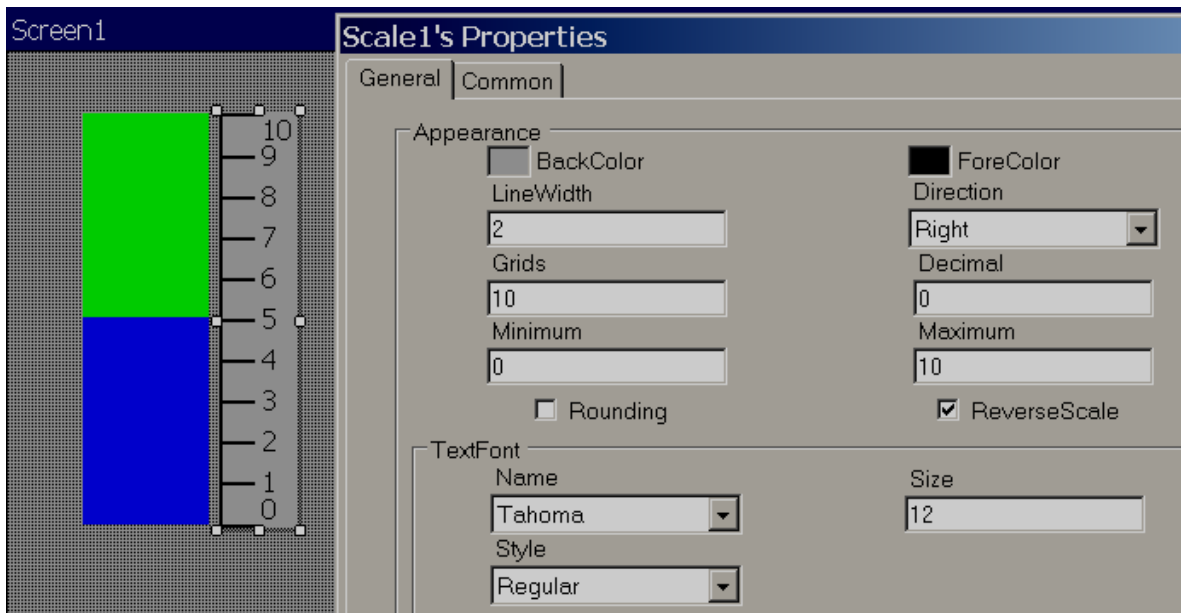 Screen1
10
9
8
7
6
5
4
3
2
1
0
Scale1's Properties
General Common
Appearance
BackColor ForeColor
LineWidth Direction
2 Right
Grids Decimal
10 0
Minimum Maximum
0 10
Rounding ReverseScale
TextFont
Name Size
Tahoma 12
Style
Regular